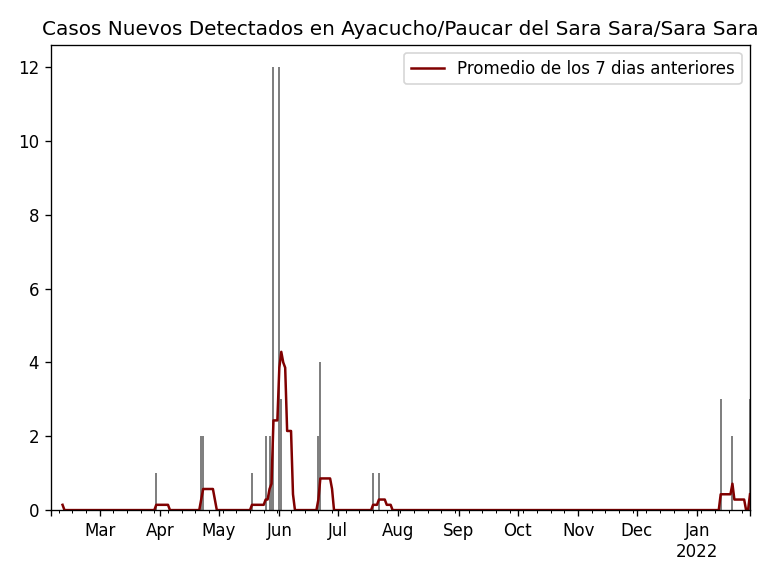 Casos Nuevos Detectados en Ayacucho/Paucar del Sara Sara/Sara Sara
Promedio de los 7 dias anteriores
12
10
8
6
4
2
0
Mar Apr May Jun Jul Aug Sep Oct Nov Dec Jan
2022